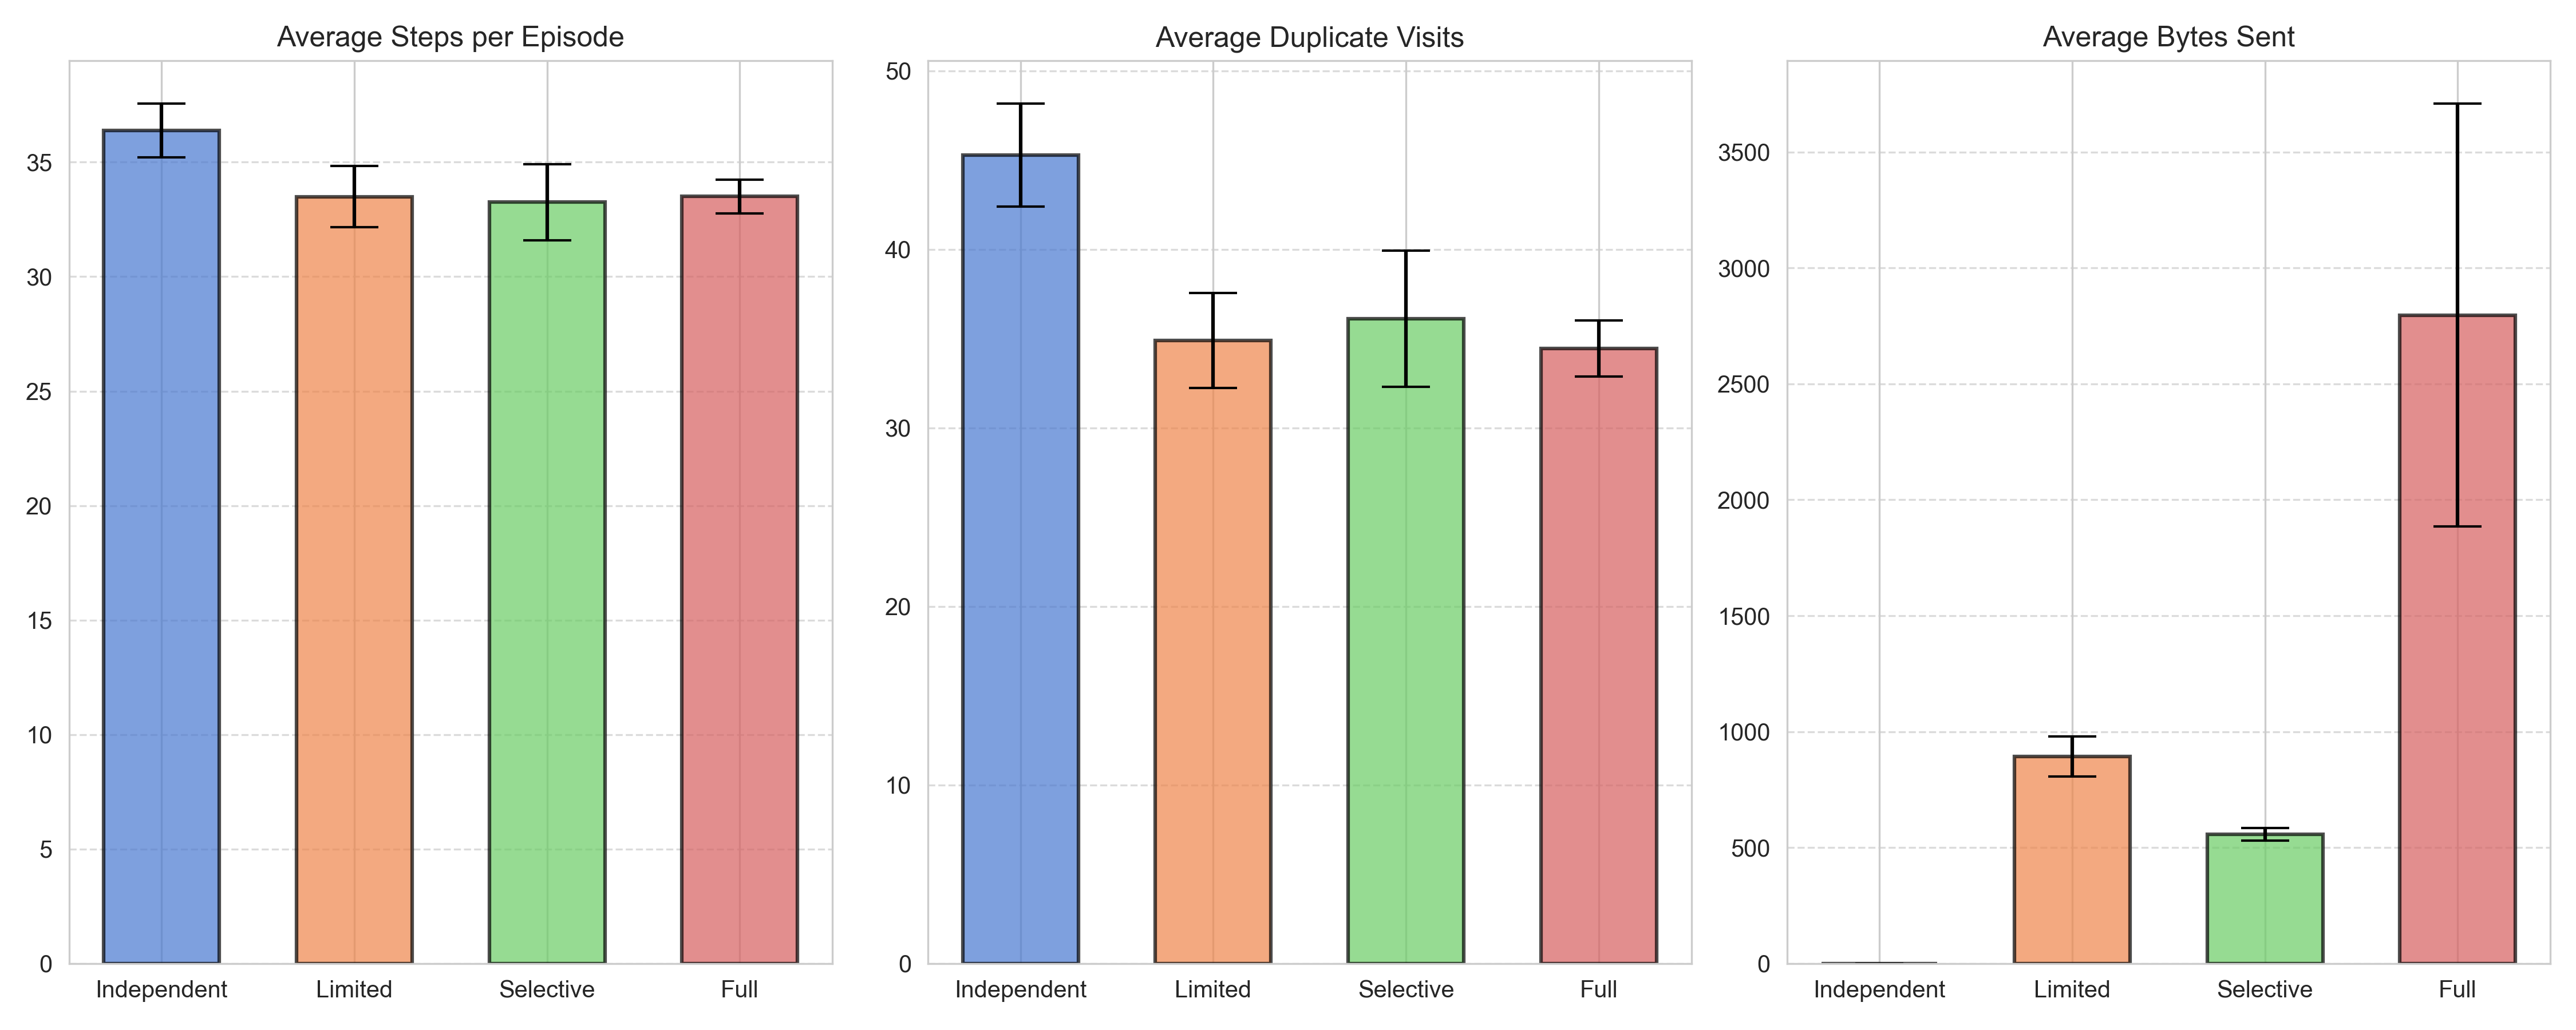 Average Steps per Episode
35
30
25
20
15
10
5
0
Independent
Limited
Selective
Full
Average Duplicate Visits
50
40
30
20
10
0
Independent
Limited
Selective
Full
Average Bytes Sent
3500
3000
2500
2000
1500
1000
500
0
Independent
Limited
Selective
Full